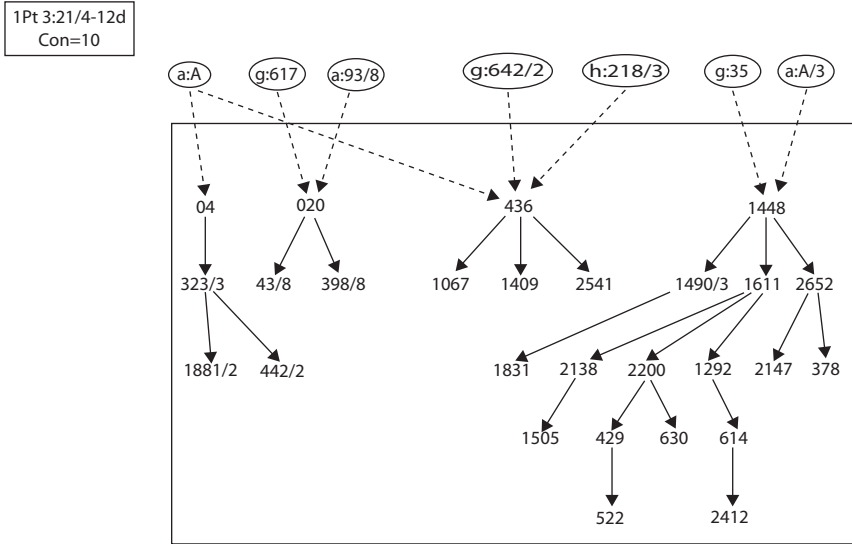 1Pt 3:21/4-12d
Con=10
a:A g:617 a:93/8 g:642/2 h:218/3 g:35 a:A/3
04 020 436 1448
323/3 43/8 398/8 1067 1409 2541 1490/3 1611 2652
1881/2 442/2 1831 2138 2200 1292 2147 378
1505 429 630 614
522 2412